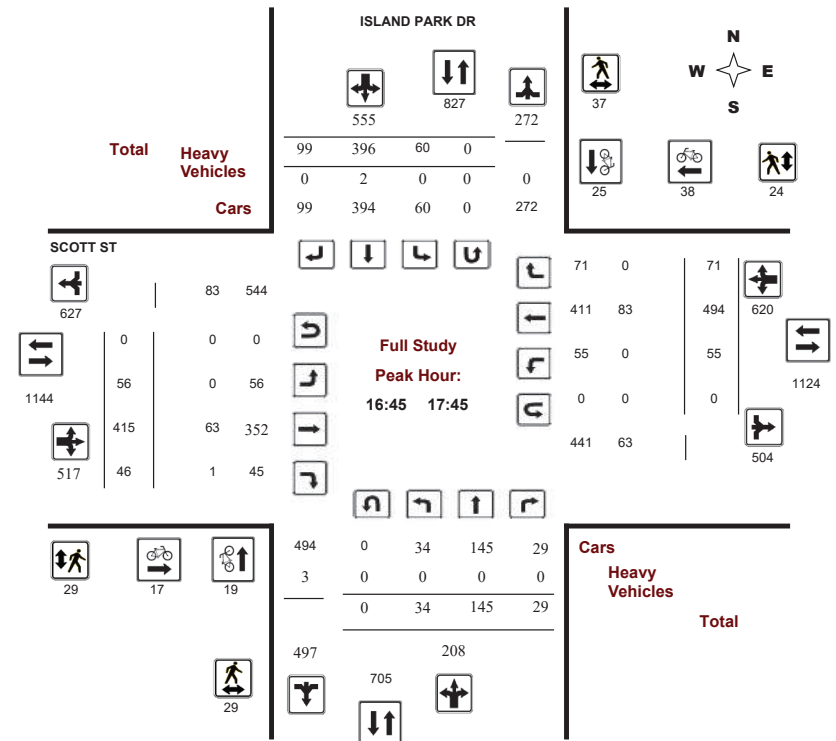 ISLAND PARK DR
N
W E
S
827
37
555 272
Total Heavy Vehicles
99 396 60 0
0 2 0 0 0
25 38 24
Cars 99 394 60 0 272
SCOTT ST
71 0 71
627 83 544
411 83 494 620
0 0 0
Full Study
55 0 55
1144 56 0 56
Peak Hour:
1124
16:45 17:45
0 0 0
415 63 352
441 63
504
517 46 1 45
494 0 34 145 29 Cars
3 0 0 0 0 Heavy Vehicles
29 17 19
0 34 145 29 Total
497 208
705
29